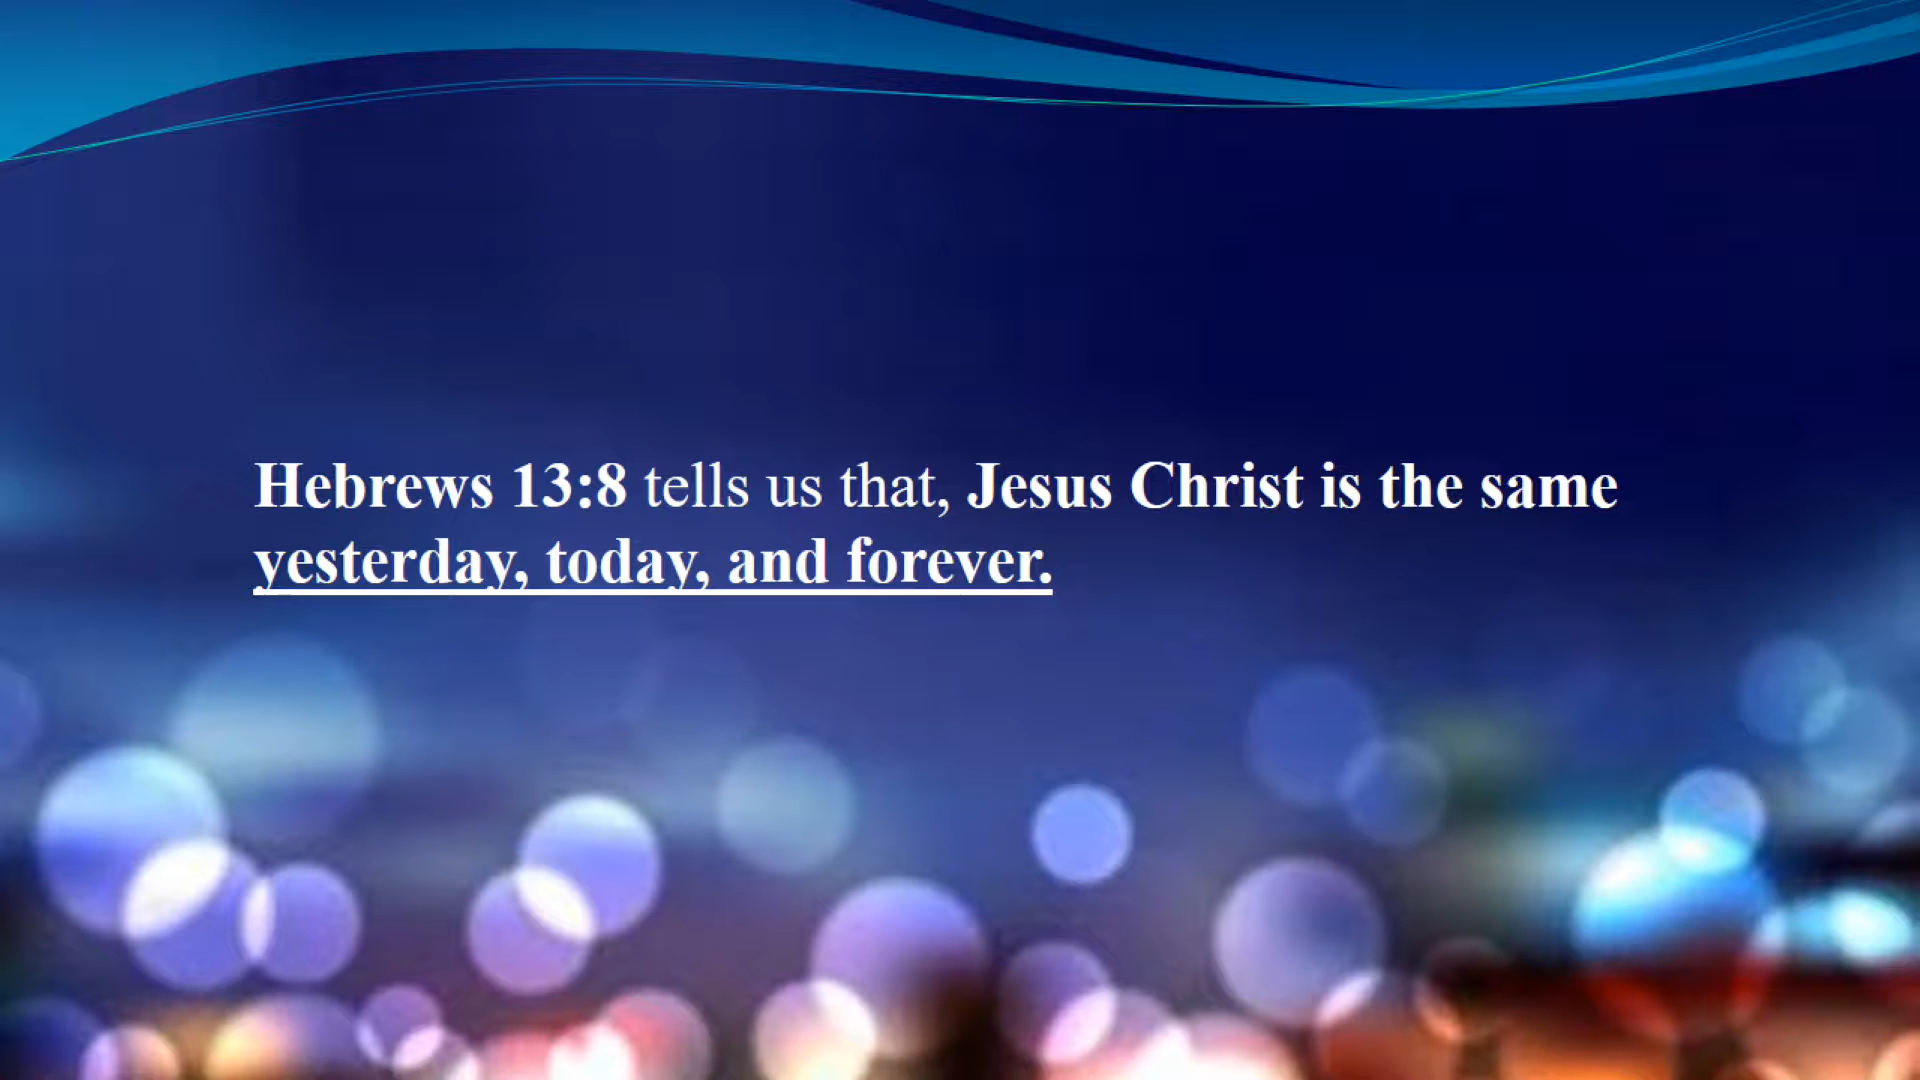 Hebrews 13:8 tells us that, Jesus Christ is the same
yesterday, today, and forever.